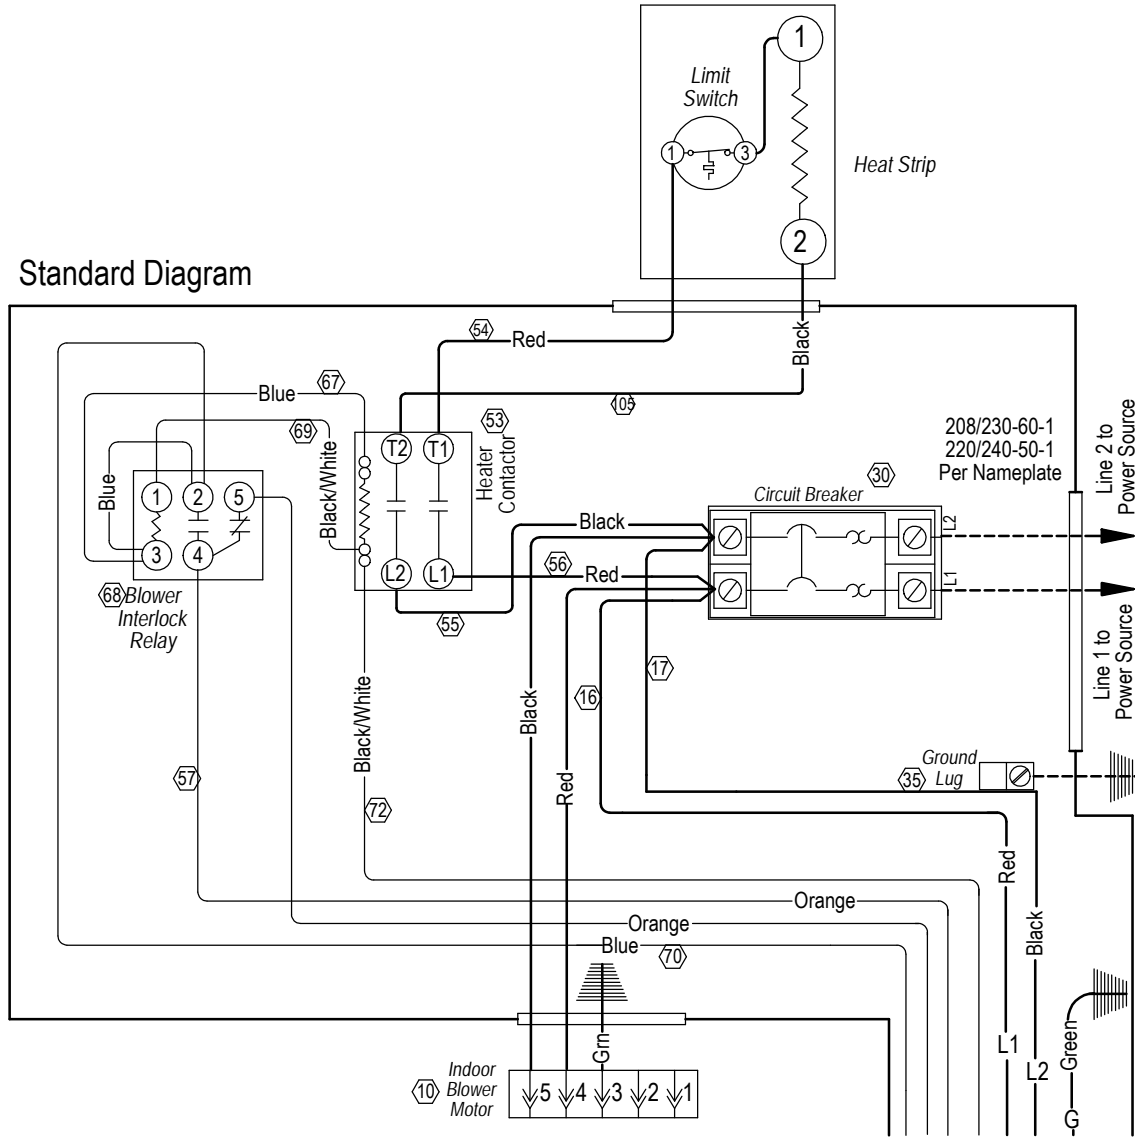 1
Limit
Switch
1
3
Heat Strip
2
Standard Diagram
54
Red
Black
Blue
67
105
69
53
T2
T1
Heater
Contactor
208/230-60-1
220/240-50-1
Per Nameplate
Line 2 to
Power Source
Black/White
Blue
1
2
5
Circuit Breaker
30
Black
L2
3
4
L2
L1
56
Red
L1
68
Blower
Interlock
Relay
55
17
16
Line 1 to
Power Source
Black
Black/White
57
Red
72
Ground
Lug
35
Red
Orange
Orange
Black
Blue
70
Grn
L1
L2
Green
G
10
Indoor
Blower
Motor
5
4
3
2
1